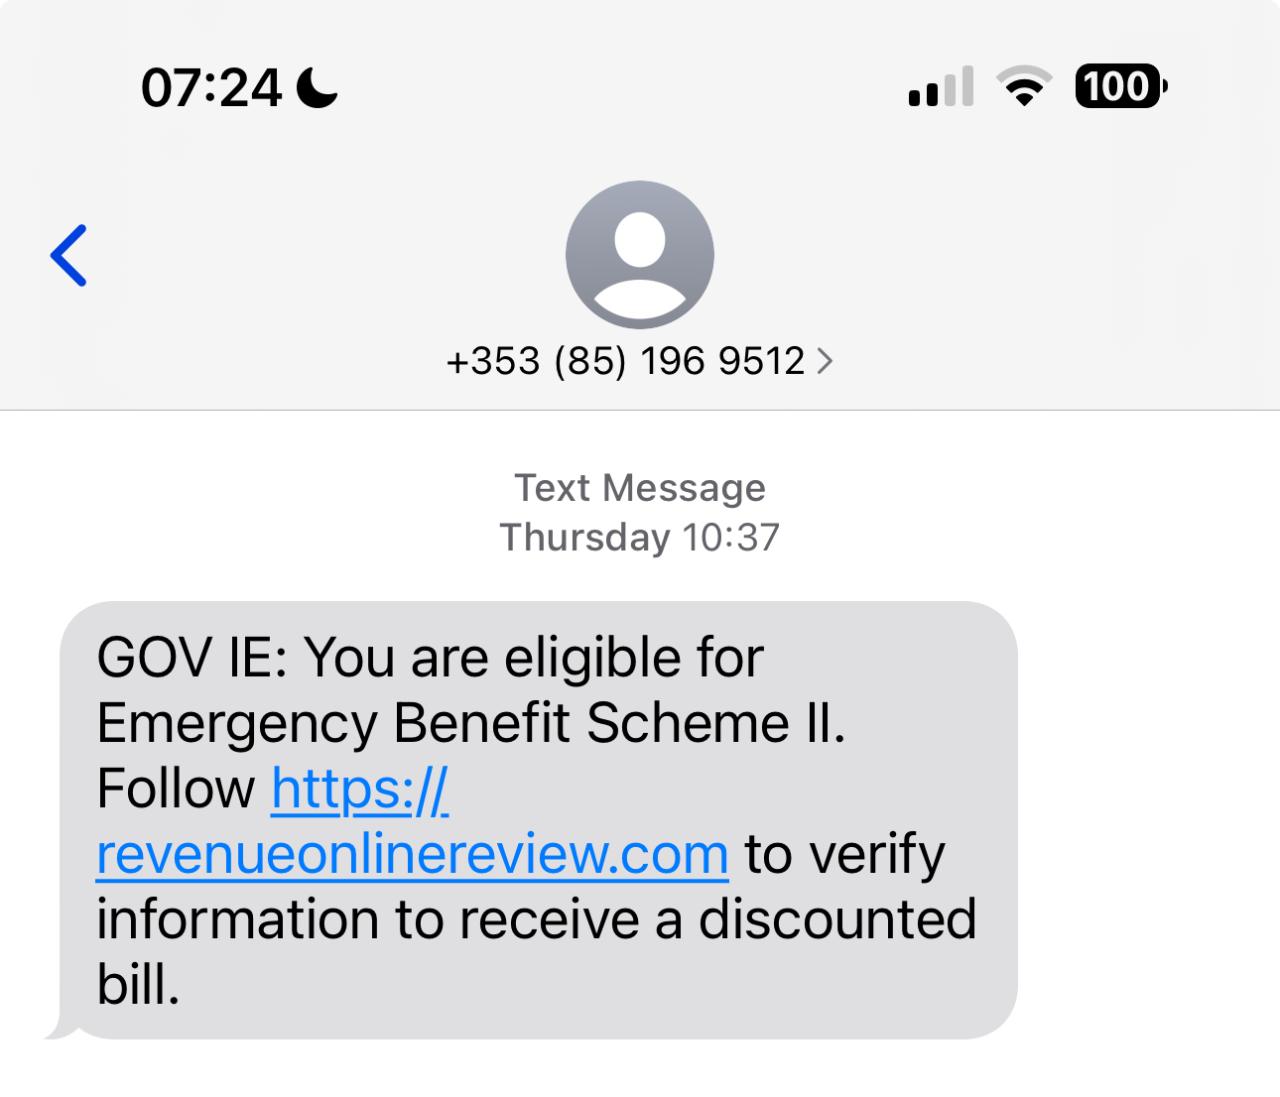 07:24
100
+353 (85) 196 9512
Text Message
Thursday 10:37
GOV IE: You are eligible for
Emergency Benefit Scheme II.
Follow https://
revenueonlinereview.com to verify
information to receive a discounted
bill.